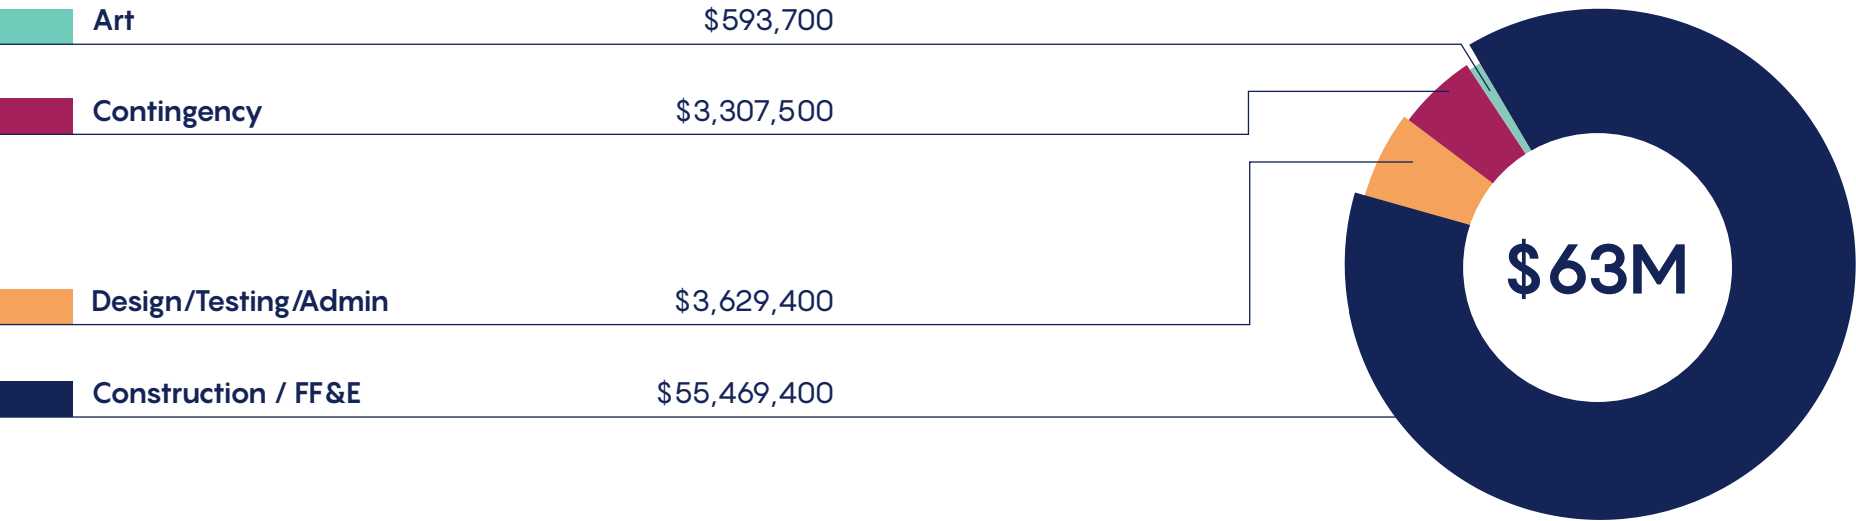 Art $593,700
Contingency $3,307,500
Design/Testing/Admin $3,629,400
Construction / FF&E $55,469,400
$63M